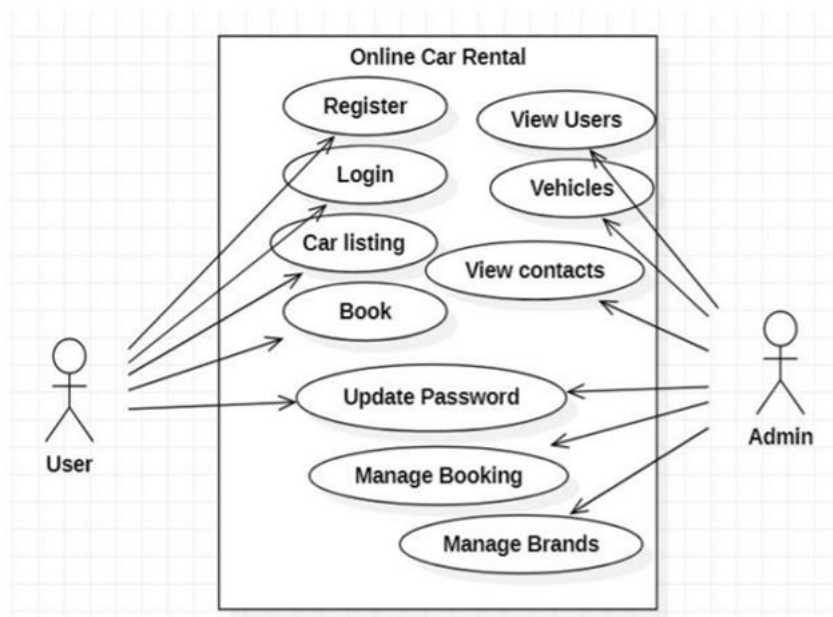 Online Car Rental
Register
View Users
Login
Vehicles
Car listing
View contacts
Book
Update Password
User
Admin
Manage Booking
Manage Brands